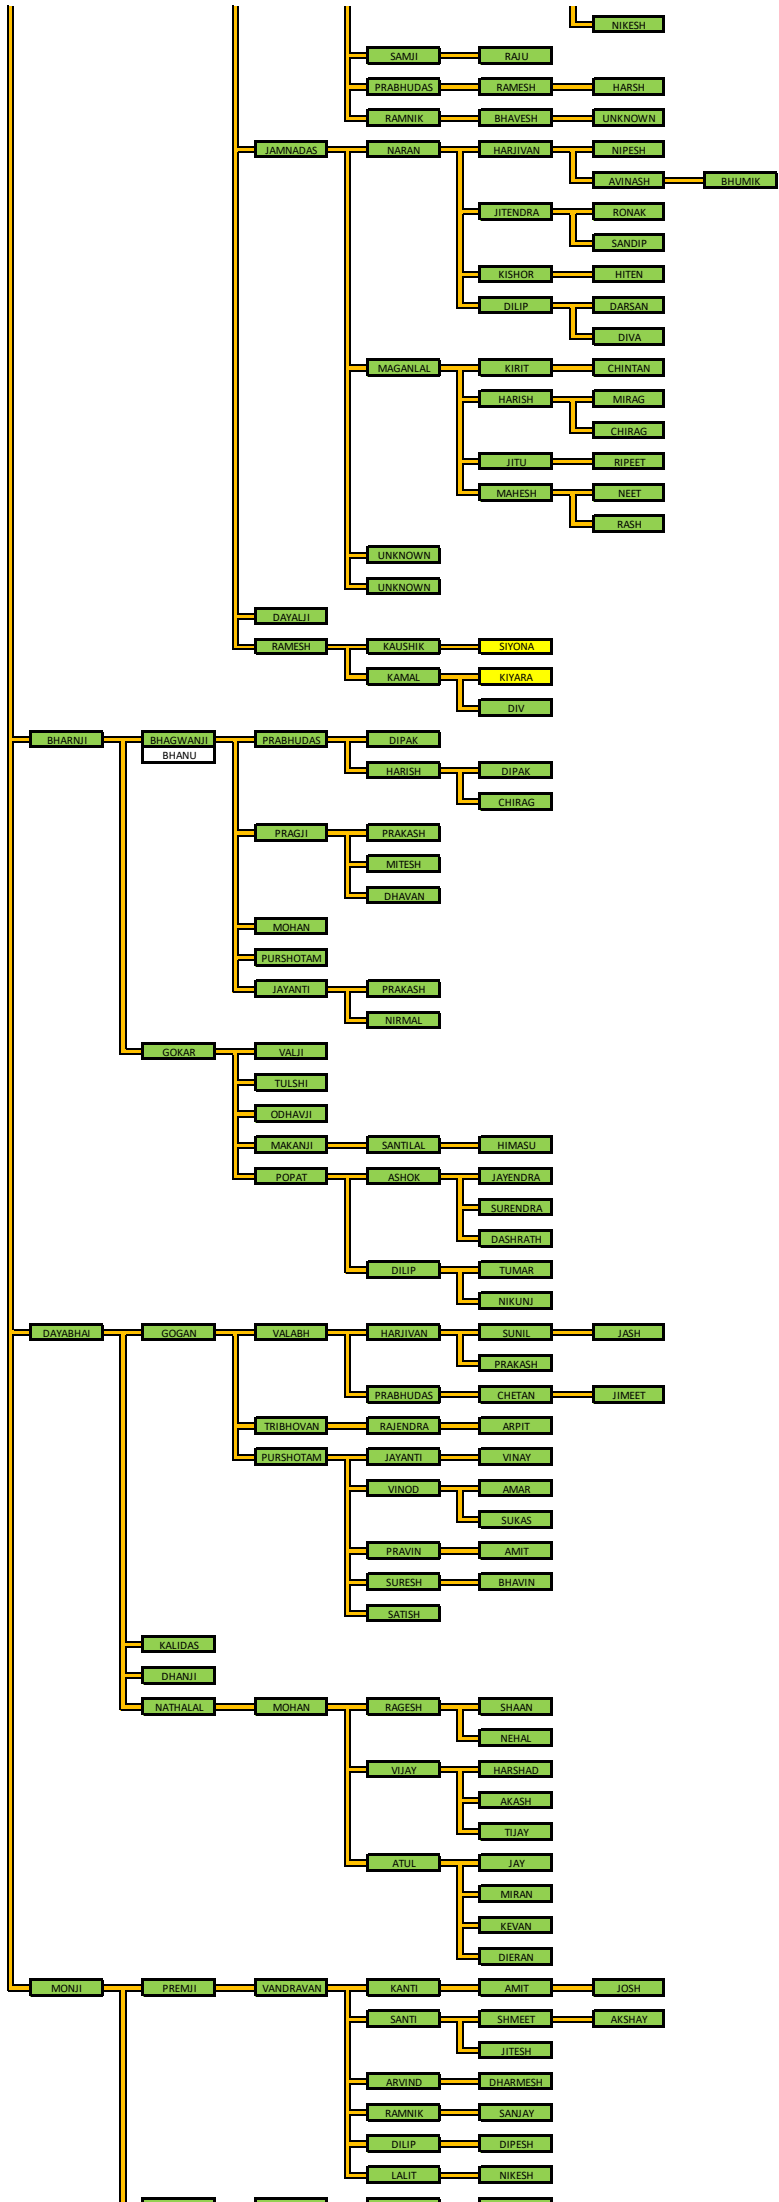 NIKESH
SAMJI RAJU
PRABHUDAS RAMESH HARSH
RAMNIK BHAVESH UNKNOWN
JAMNADAS NARAN HARJIVAN NIPESH
AVINASH BHUMIK
JITENDRA RONAK
SANDIP
KISHOR HITEN
DILIP DARSAN
DIVA
MAGANLAL KIRIT CHINTAN
HARISH MIRAG
CHIRAG
JITU RIPEET
MAHESH NEET
RASH
UNKNOWN
UNKNOWN
DAYALJI
RAMESH KAUSHIK SIYONA
KAMAL KIYARA
DIV
BHARNJI BHAGWANJI PRABHUDAS DIPAK
BHANU
HARISH DIPAK
CHIRAG
PRAGJI PRAKASH
MITESH
DHAVAN
MOHAN
PURSHOTAM
JAYANTI PRAKASH
NIRMAL
GOKAR VALJI
TULSHI
ODHAVJI
MAKANJI SANTILAL HIMASU
POPAT ASHOK JAYENDRA
SURENDRA
DASHRATH
DILIP TUMAR
NIKUNJ
DAYABHAI GOGAN VALABH HARJIVAN SUNIL JASH
PRAKASH
PRABHUDAS CHETAN JIMEET
TRIBHOVAN RAJENDRA ARPIT
PURSHOTAM JAYANTI VINAY
VINOD AMAR
SUKAS
PRAVIN AMIT
SURESH BHAVIN
SATISH
KALIDAS
DHANJI
NATHALAL MOHAN RAGESH SHAAN
NEHAL
VIJAY HARSHAD
AKASH
TIJAY
ATUL JAY
MIRAN
KEVAN
DIERAN
MONJI PREMJI VANDRAVAN KANTI AMIT JOSH
SANTI SHMEET AKSHAY
JITESH
ARVIND DHARMESH
RAMNIK SANJAY
DILIP DIPESH
LALIT NIKESH